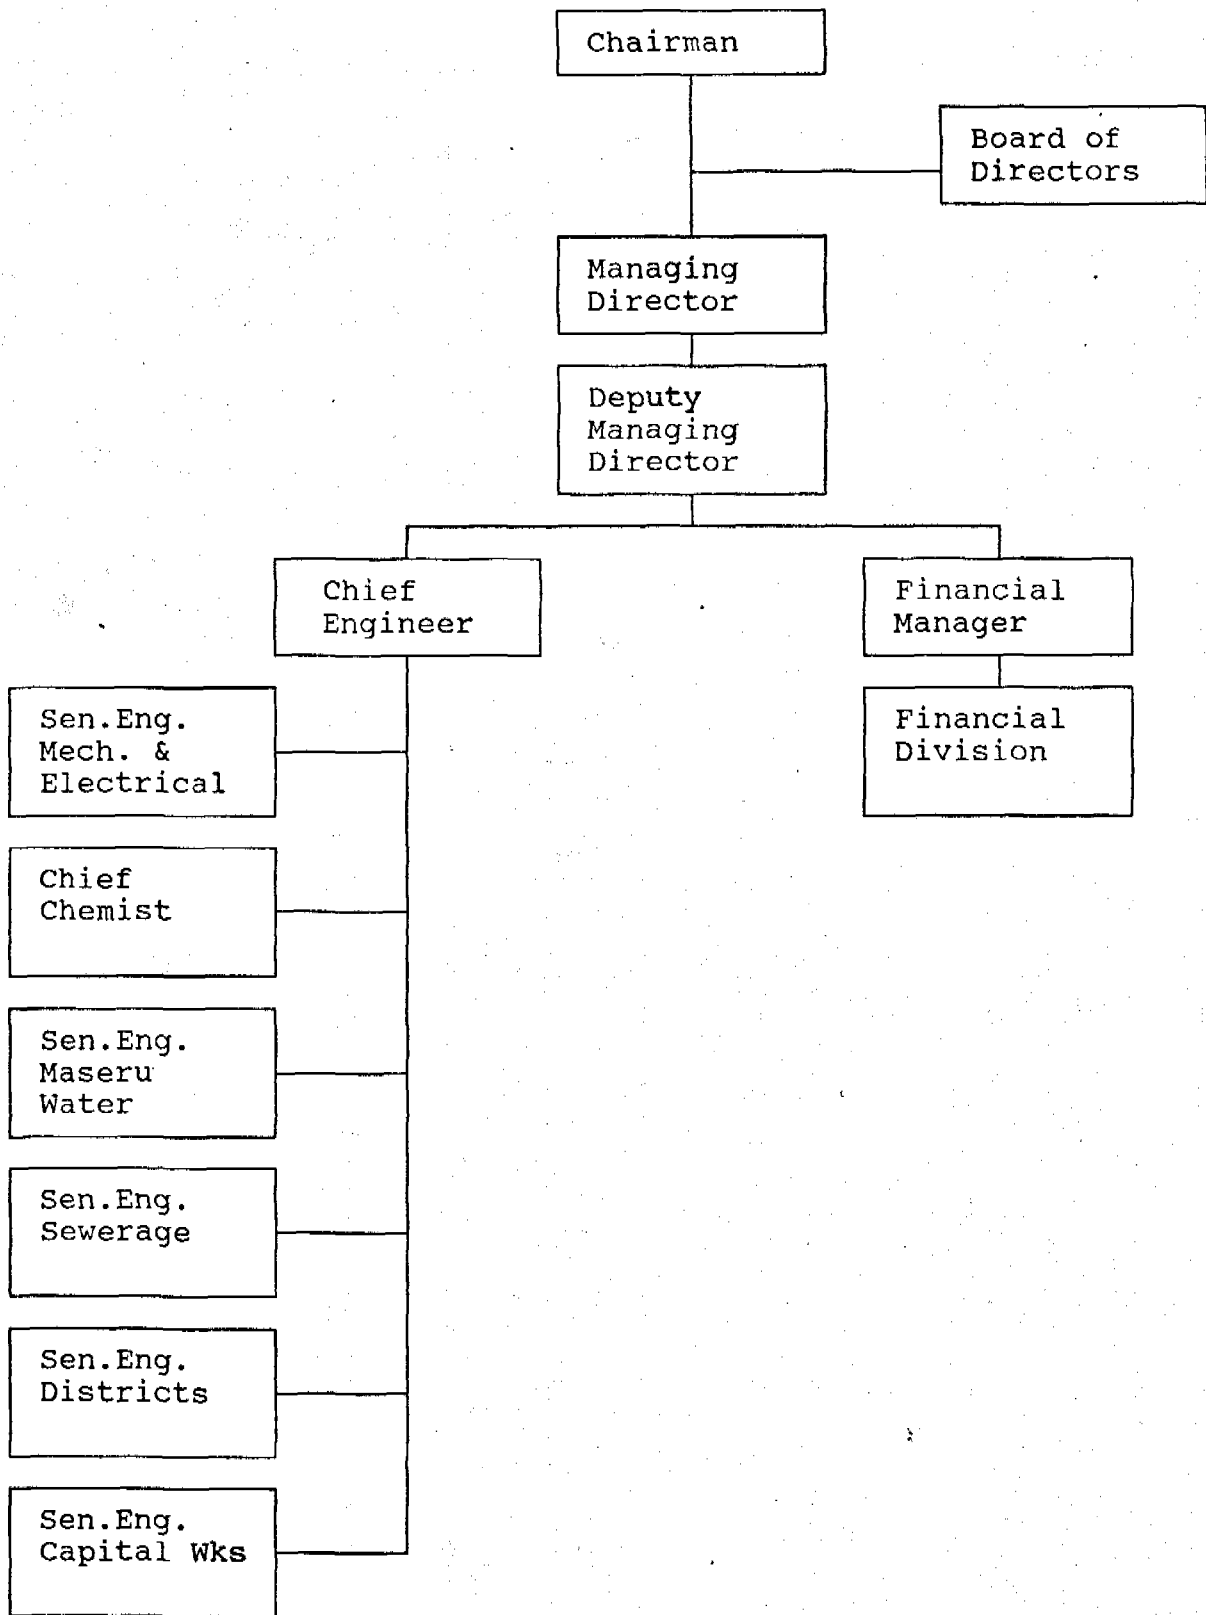 Chairman
Board of
Directors
Managing
Director
Deputy
Managing
Director
Chief
Engineer
Financial
Manager
Sen.Eng.
Mech. &
Electrical
Financial
Division
Chief
Chemist
Sen.Eng.
Maseru
Water
Sen.Eng.
Sewerage
Sen.Eng.
Districts
Sen.Eng.
Capital Wks